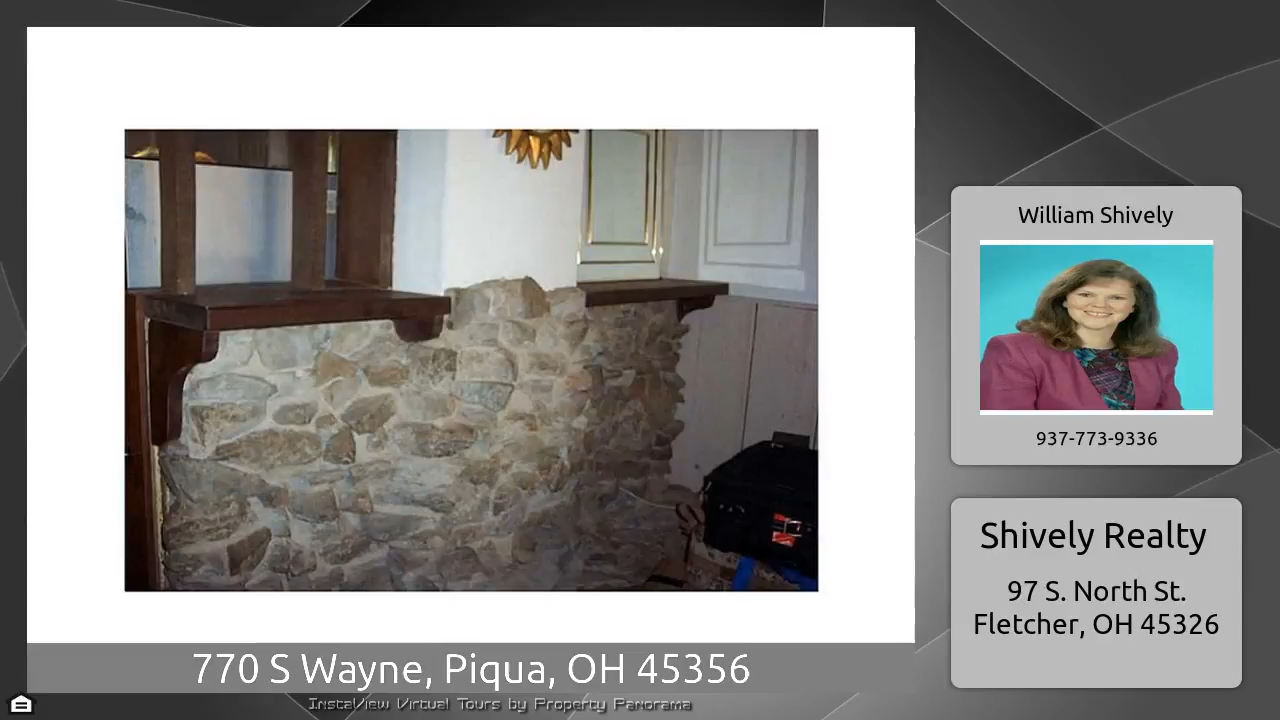 William Shively
937-773-9336
Shively Realty
97 S. North St.
Fletcher, OH 45326
770 S Wayne, Piqua, OH 45356
InstaView Virtual Tours by Property Panorama